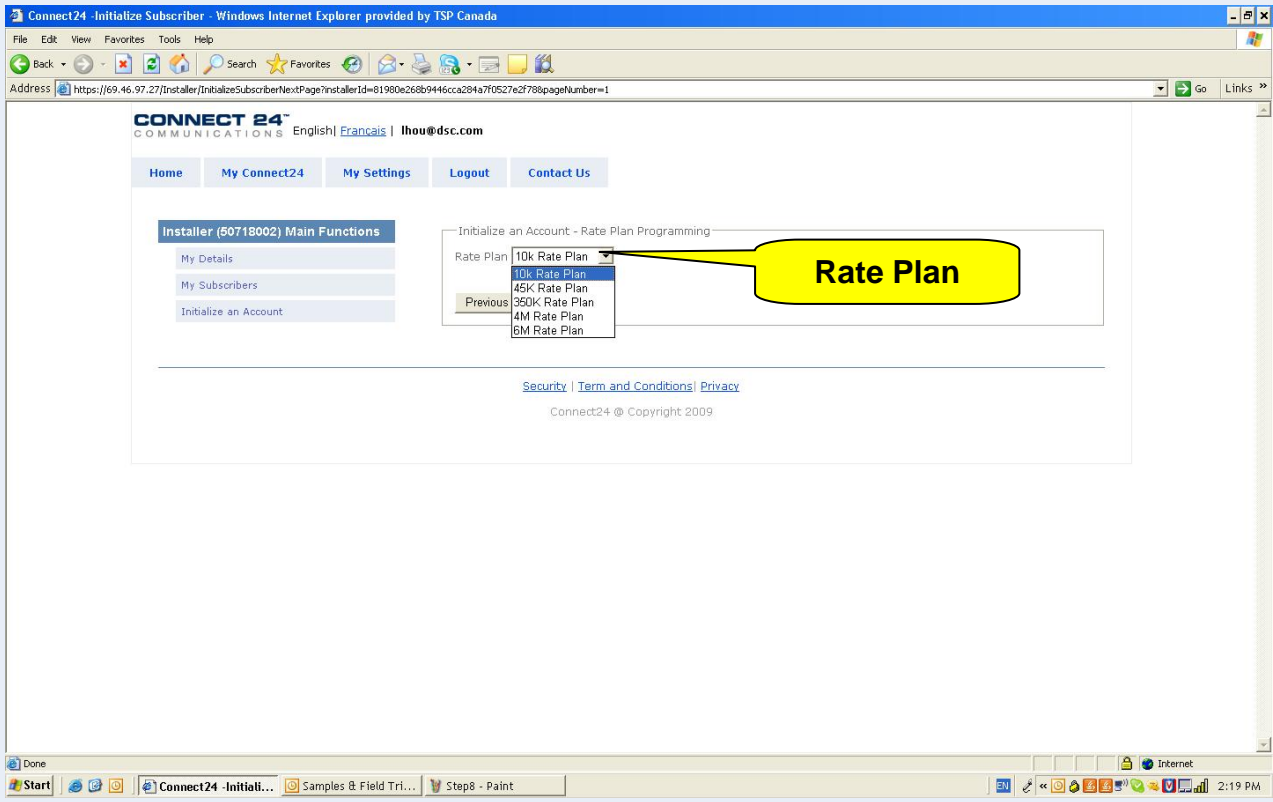 Connect24 -Initialize Subscriber - Windows Internet Explorer provided by TSP Canada
File Edit View Favorites Tools Help
Back Search Favorites
Address https://69.46.97.27/Installer/InitializeSubscriberNextPage?installerId=81980e268b9446cca284a7f0527e2f78&pageNumber=1 Go Links »
CONNECT 24™
COMMUNICATIONS English| Francais | lhou@dsc.com
Home My Connect24 My Settings Logout Contact Us
Installer (50718002) Main Functions
My Details
My Subscribers
Initialize an Account
Initialize an Account - Rate Plan Programming
Rate Plan 10k Rate Plan
10k Rate Plan
45K Rate Plan
350K Rate Plan
4M Rate Plan
6M Rate Plan
Previous
Rate Plan
Security | Term and Conditions| Privacy
Connect24 @ Copyright 2009
Done Internet
Start Connect24 -Initiali... Samples & Field Tri... Step8 - Paint EN « 2:19 PM